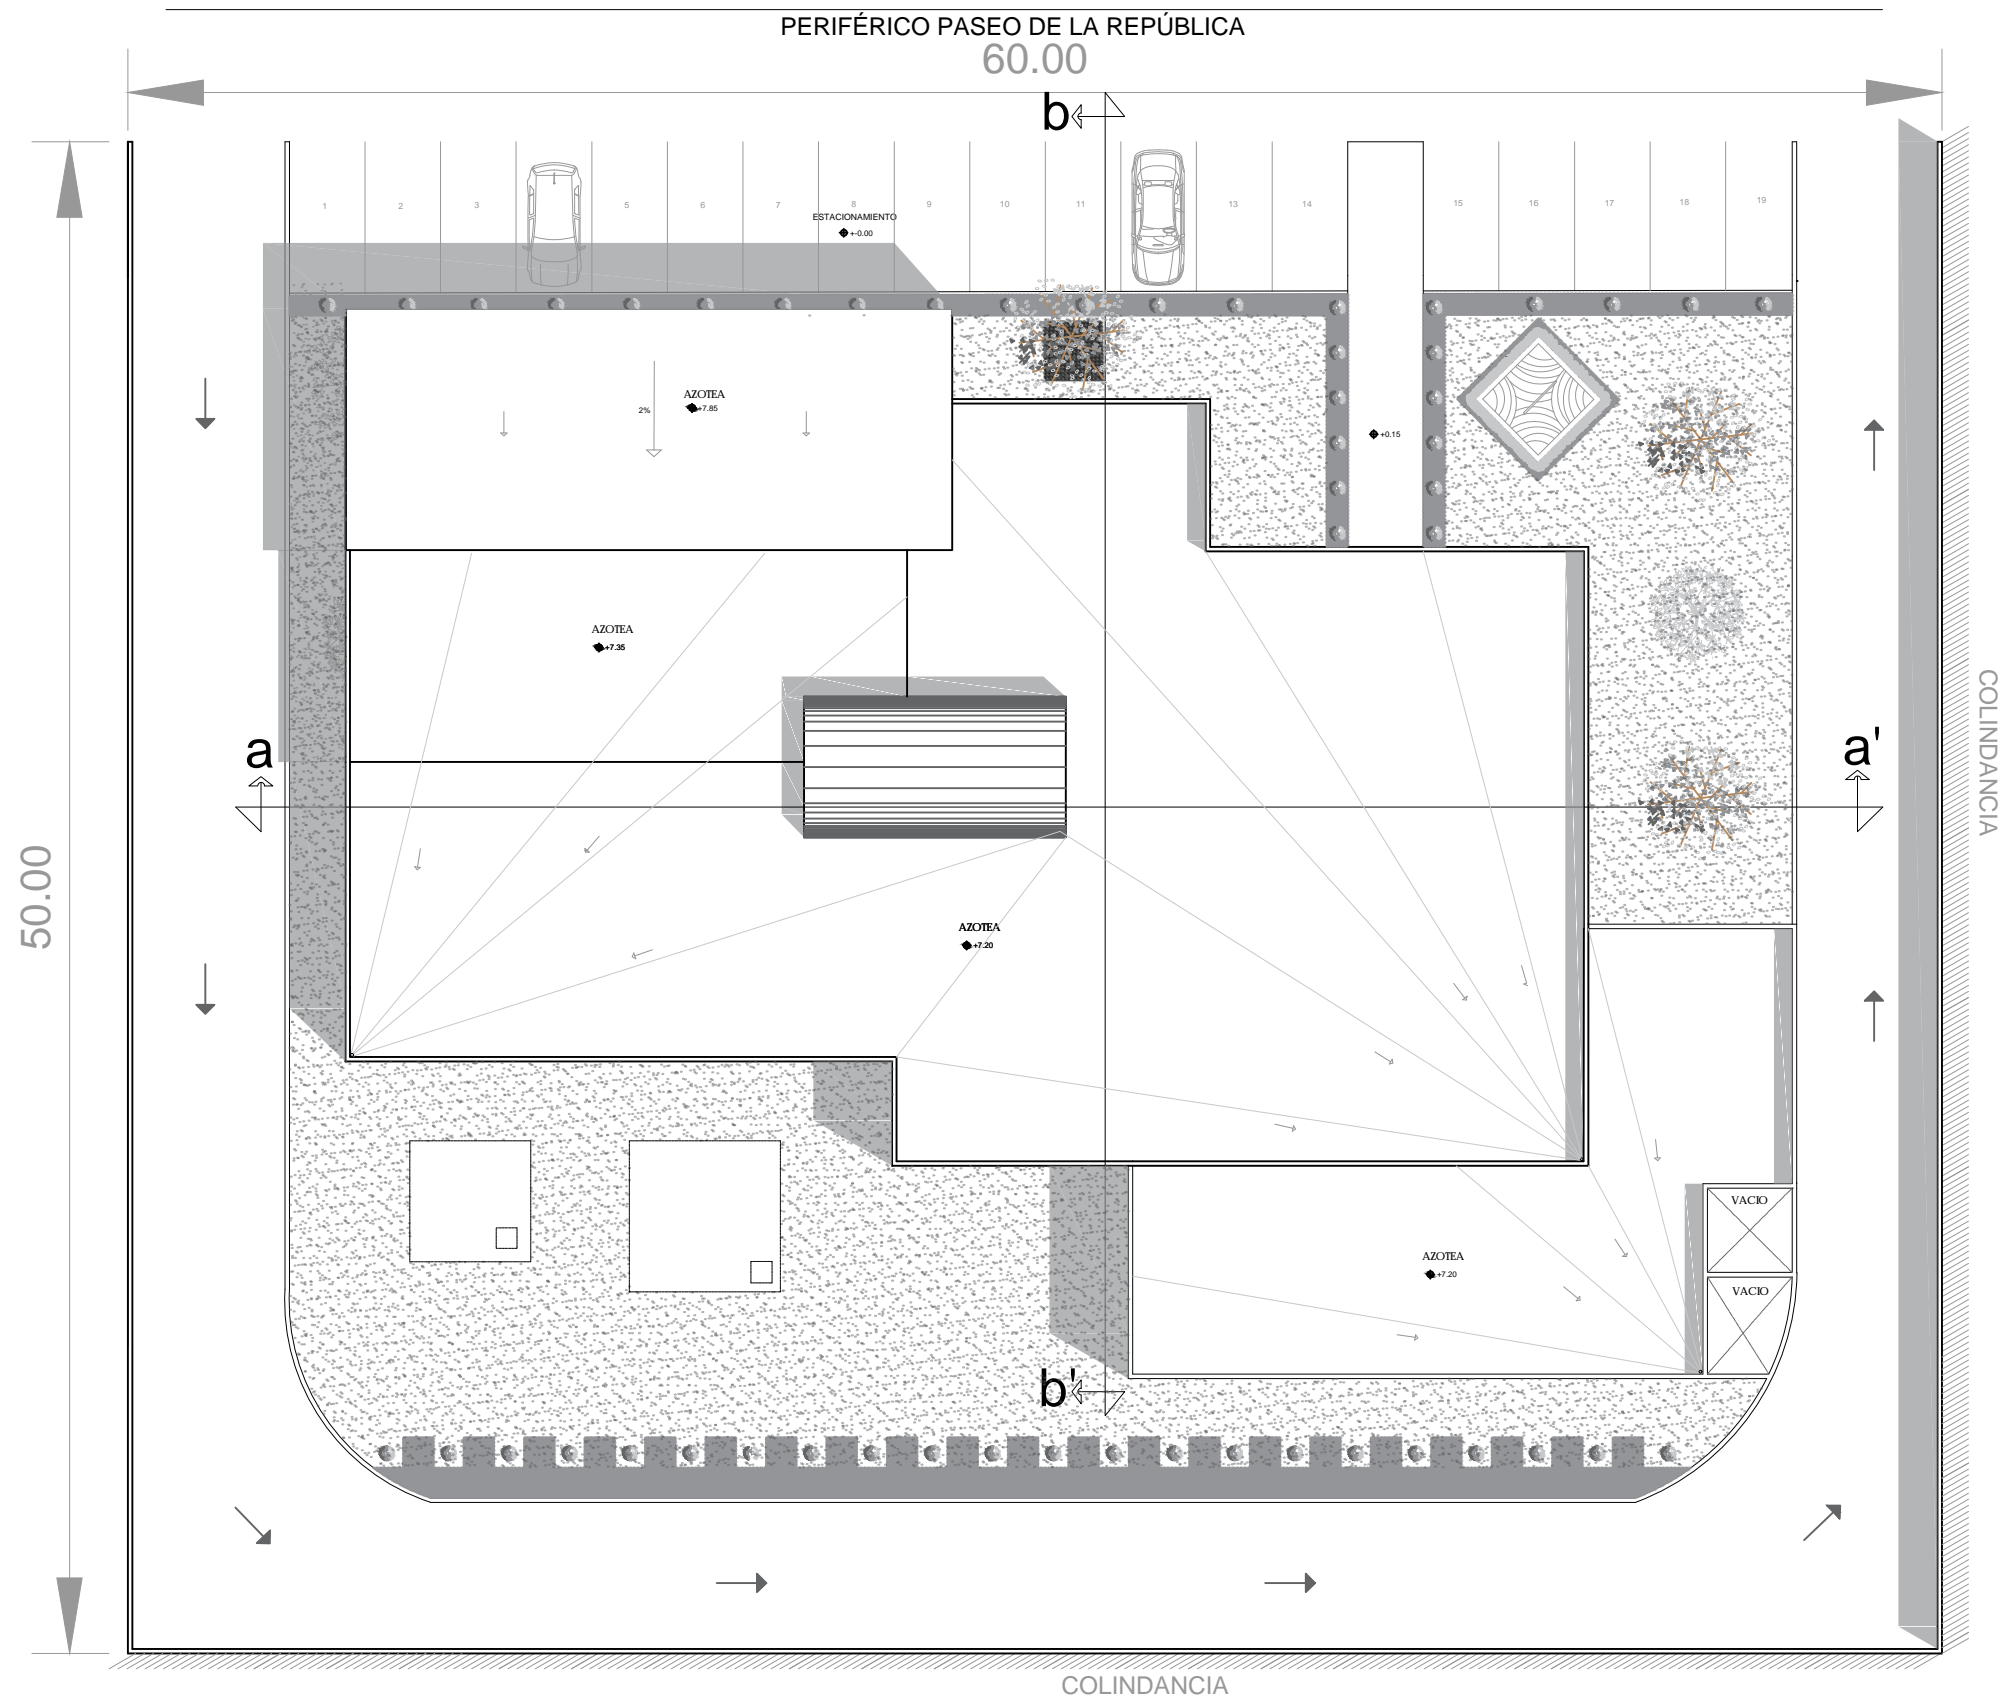 PERIFÉRICO PASEO DE LA REPÚBLICA
60.00
b
1
2
3
5
6
7
8
9
10
11
13
14
15
16
17
18
19
ESTACIONAMIENTO
+-0.00
AZOTEA
2%
+7.85
+0.15
AZOTEA
+7.35
COLINDANCIA
a
a'
50.00
AZOTEA
+7.20
VACIO
AZOTEA
+7.20
VACIO
b'
COLINDANCIA